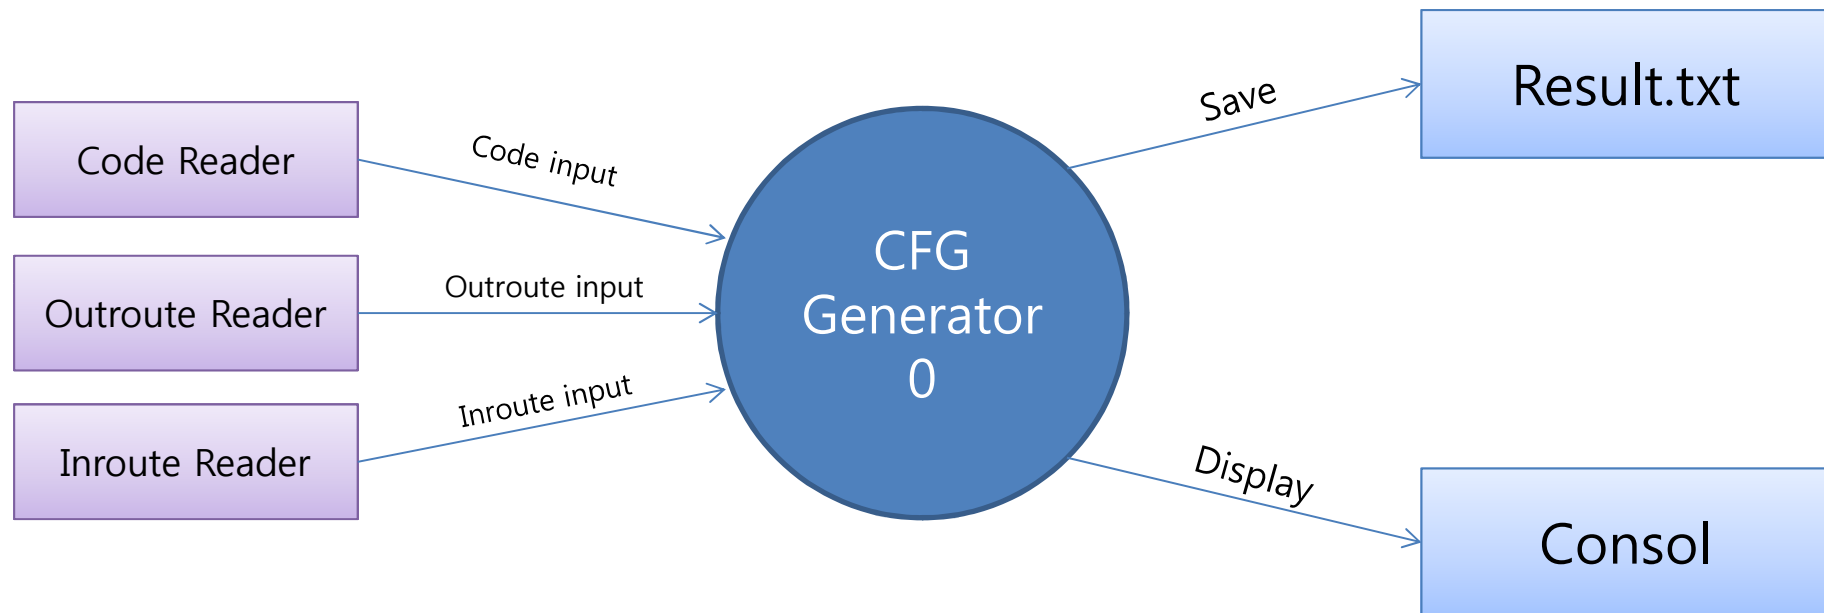 Code Reader
Outroute Reader
Inroute Reader
Code input
Outroute input
Inroute input
CFG
Generator
0
Save
Display
Result.txt
Consol